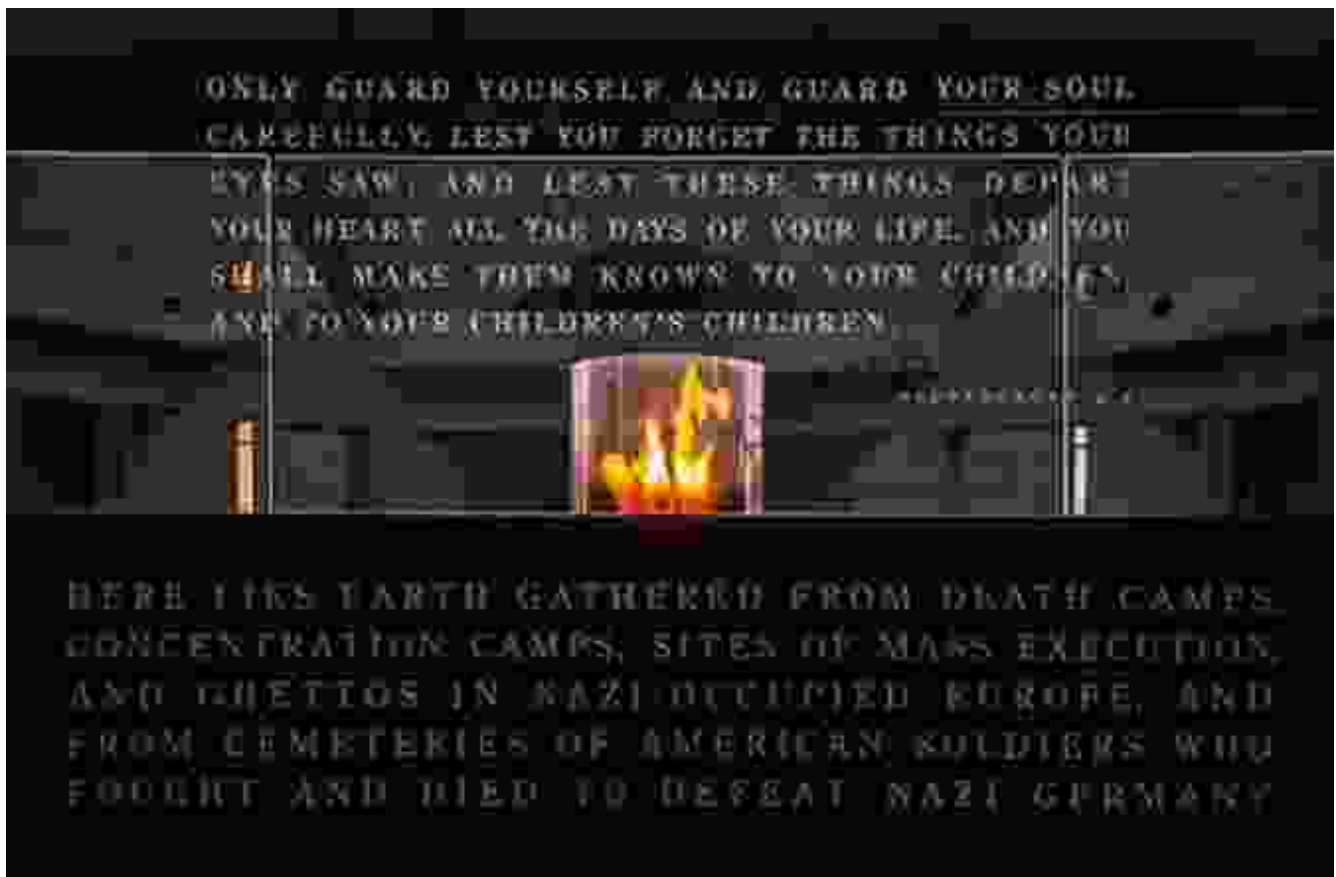 ONLY GUARD YOURSELF AND GUARD YOUR SOUL
CAREFULLY, LEST YOU FORGET THE THINGS YOUR
EYES SAW, AND LEST THESE THINGS DEPART
YOUR HEART ALL THE DAYS OF YOUR LIFE. AND YOU
SHALL MAKE THEM KNOWN TO YOUR CHILDREN,
AND TO YOUR CHILDREN'S CHILDREN.
HERE LIES EARTH GATHERED FROM DEATH CAMPS,
CONCENTRATION CAMPS, SITES OF MASS EXECUTION,
AND GHETTOS IN NAZI OCCUPIED EUROPE, AND
FROM CEMETERIES OF AMERICAN SOLDIERS WHO
FOUGHT AND DIED TO DEFEAT NAZI GERMANY